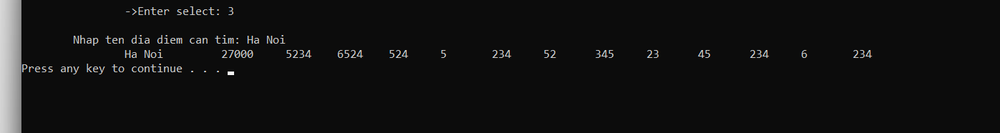 ->Enter select: 3
Nhap ten dia diem can tim: Ha Noi
Ha Noi 27000 5234 6524 524 5 234 52 345 23 45 234 6 234
Press any key to continue . . .